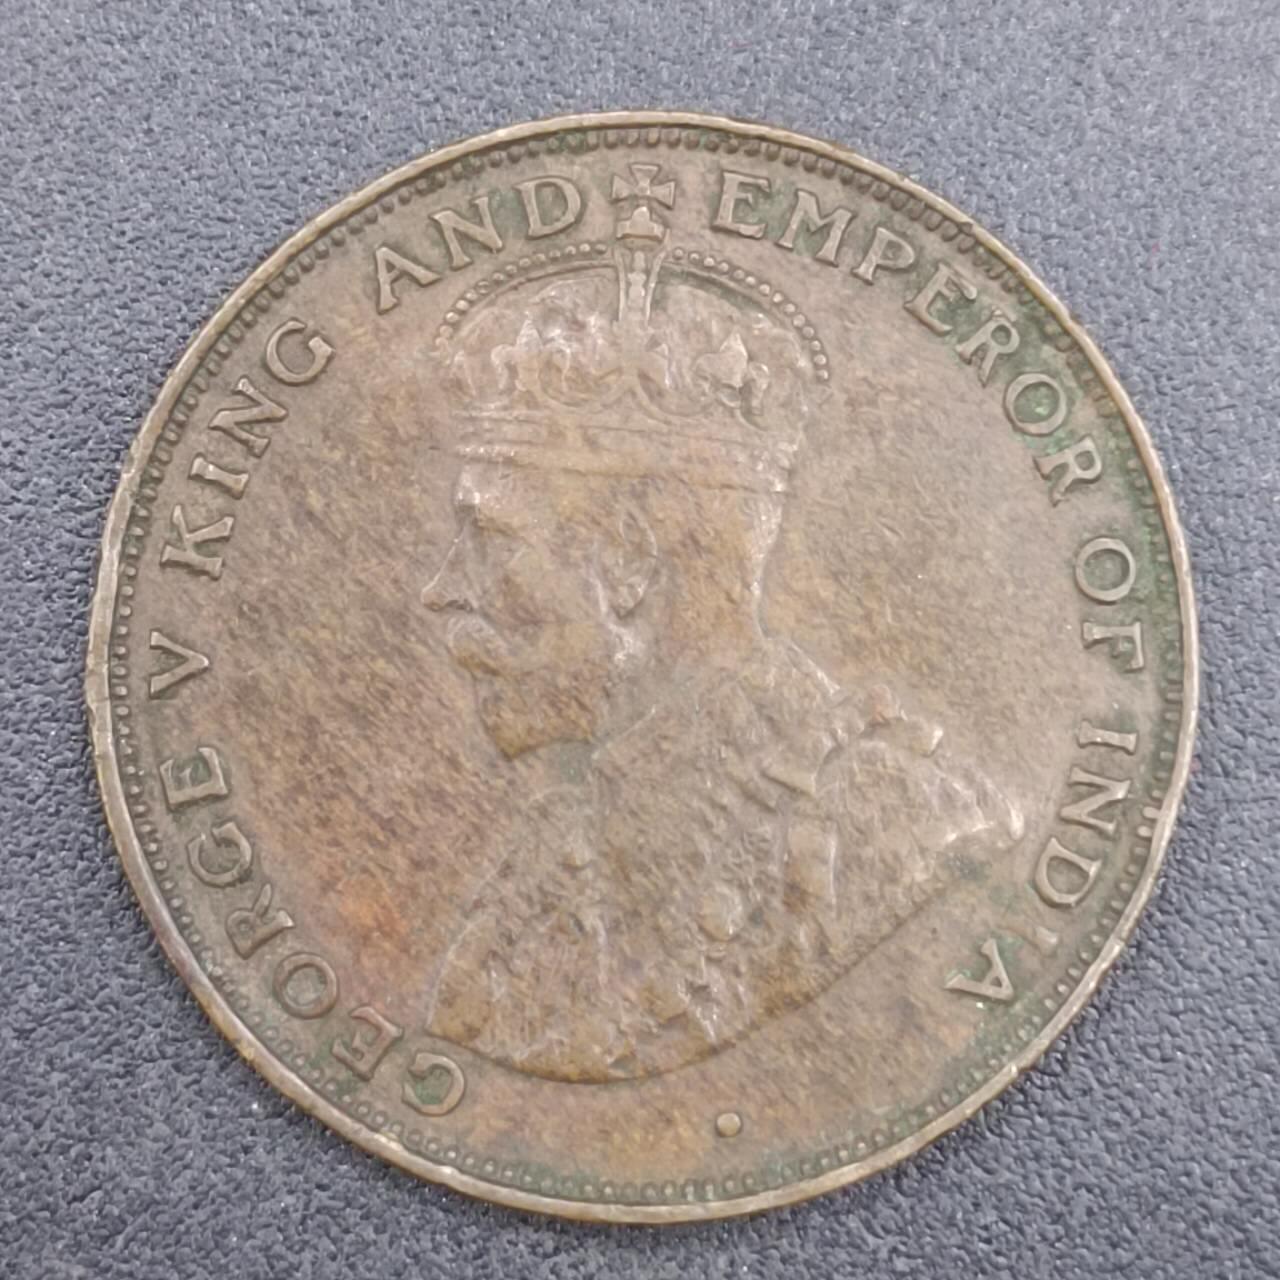 GEORGE V KING AND EMPEROR OF INDIA